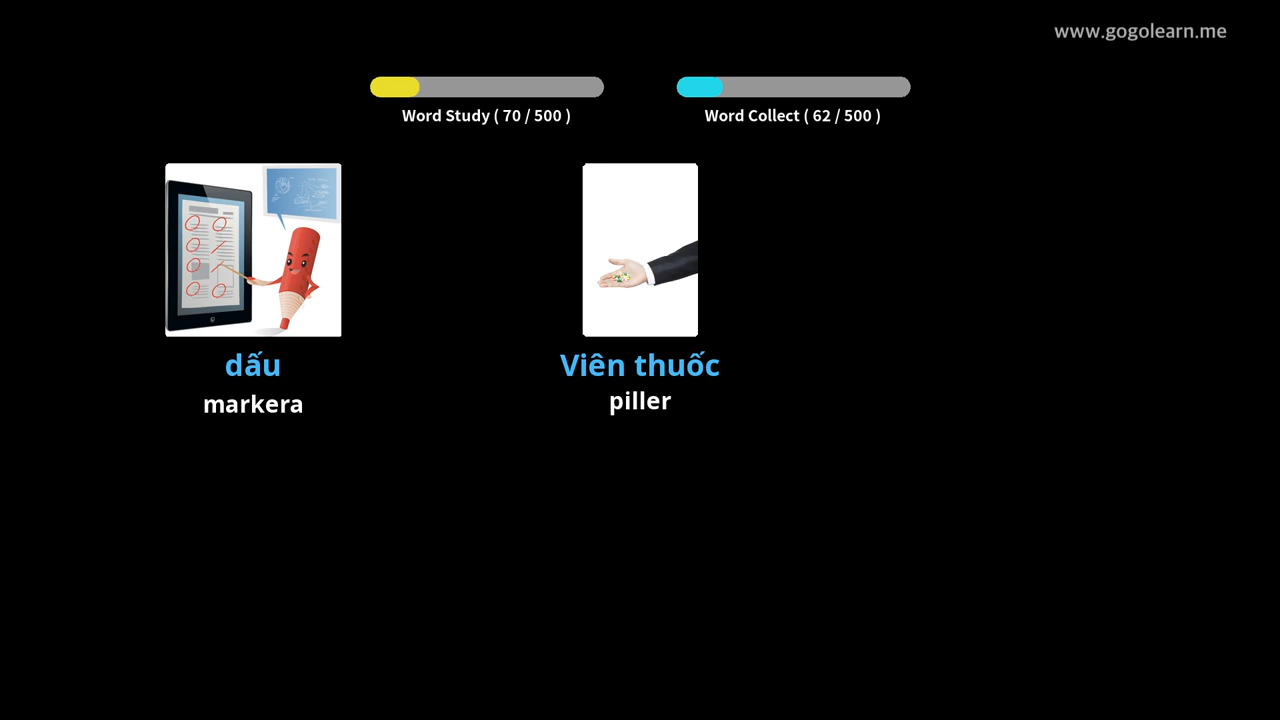 www.gogolearn.me
Word Study ( 70 / 500 )
Word Collect ( 62 / 500 )
dấu
markera
Viên thuốc
piller